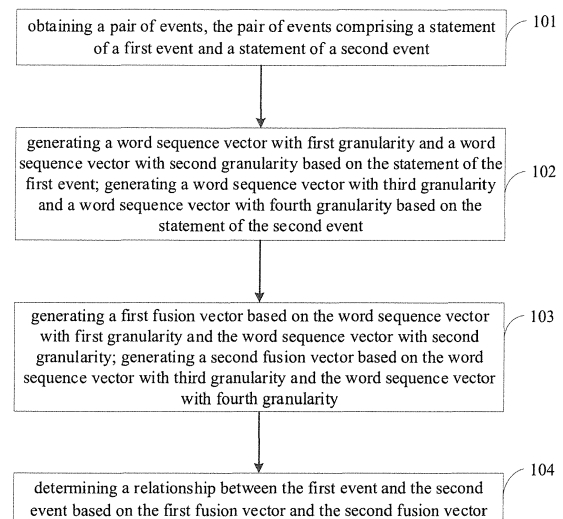 obtaining a pair of events, the pair of events comprising a statement
of a first event and a statement of a second event
101
generating a word sequence vector with first granularity and a word
sequence vector with second granularity based on the statement of the
first event; generating a word sequence vector with third granularity
and a word sequence vector with fourth granularity based on the
statement of the second event
102
generating a first fusion vector based on the word sequence vector
with first granularity and the word sequence vector with second
granularity; generating a second fusion vector based on the word
sequence vector with third granularity and the word sequence vector
with fourth granularity
103
determining a relationship between the first event and the second
event based on the first fusion vector and the second fusion vector
104